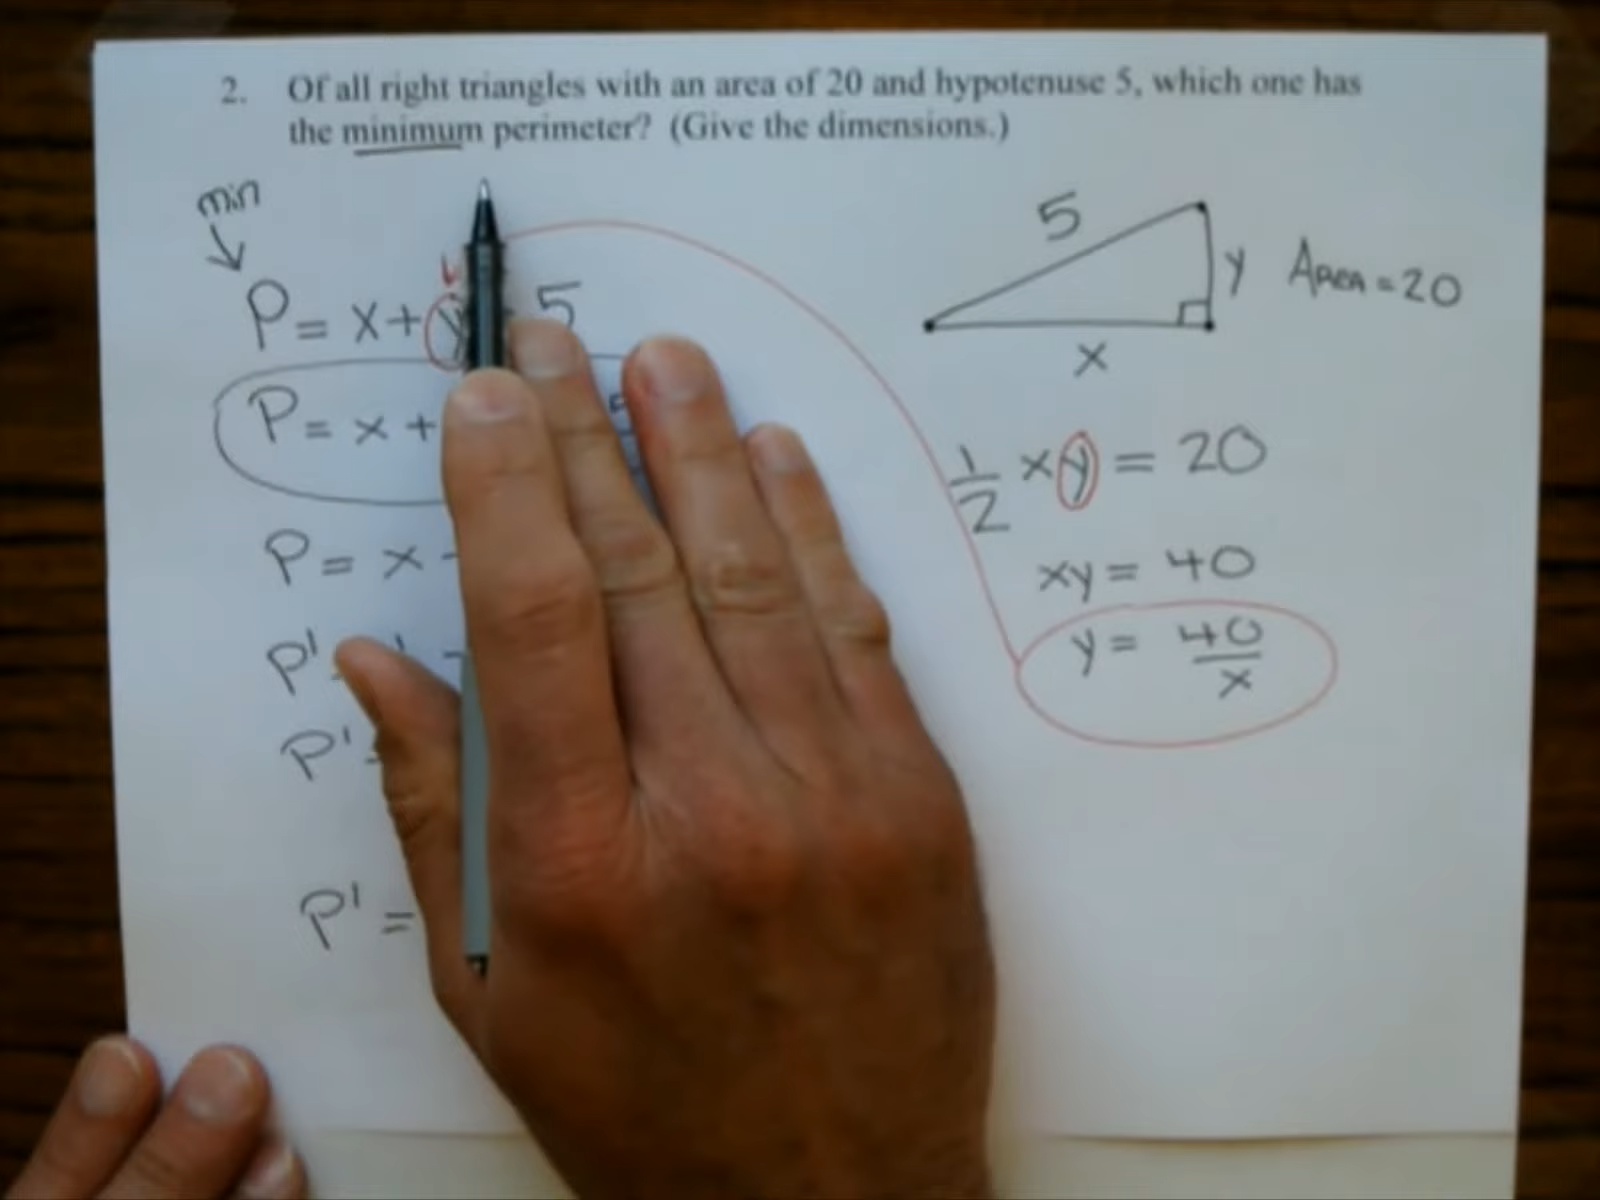 2. Of all right triangles with an area of 20 and hypotenuse 5, which one has
the minimum perimeter? (Give the dimensions.)
min
P = x + y 5
P = x +
P = x
P'
P'
P' =
5
y
x
AREA = 20
1/2 xy = 20
xy = 40
y = 40/x